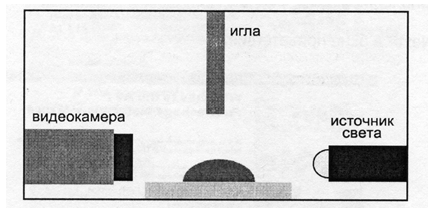 игла
видеокамера
источник
света